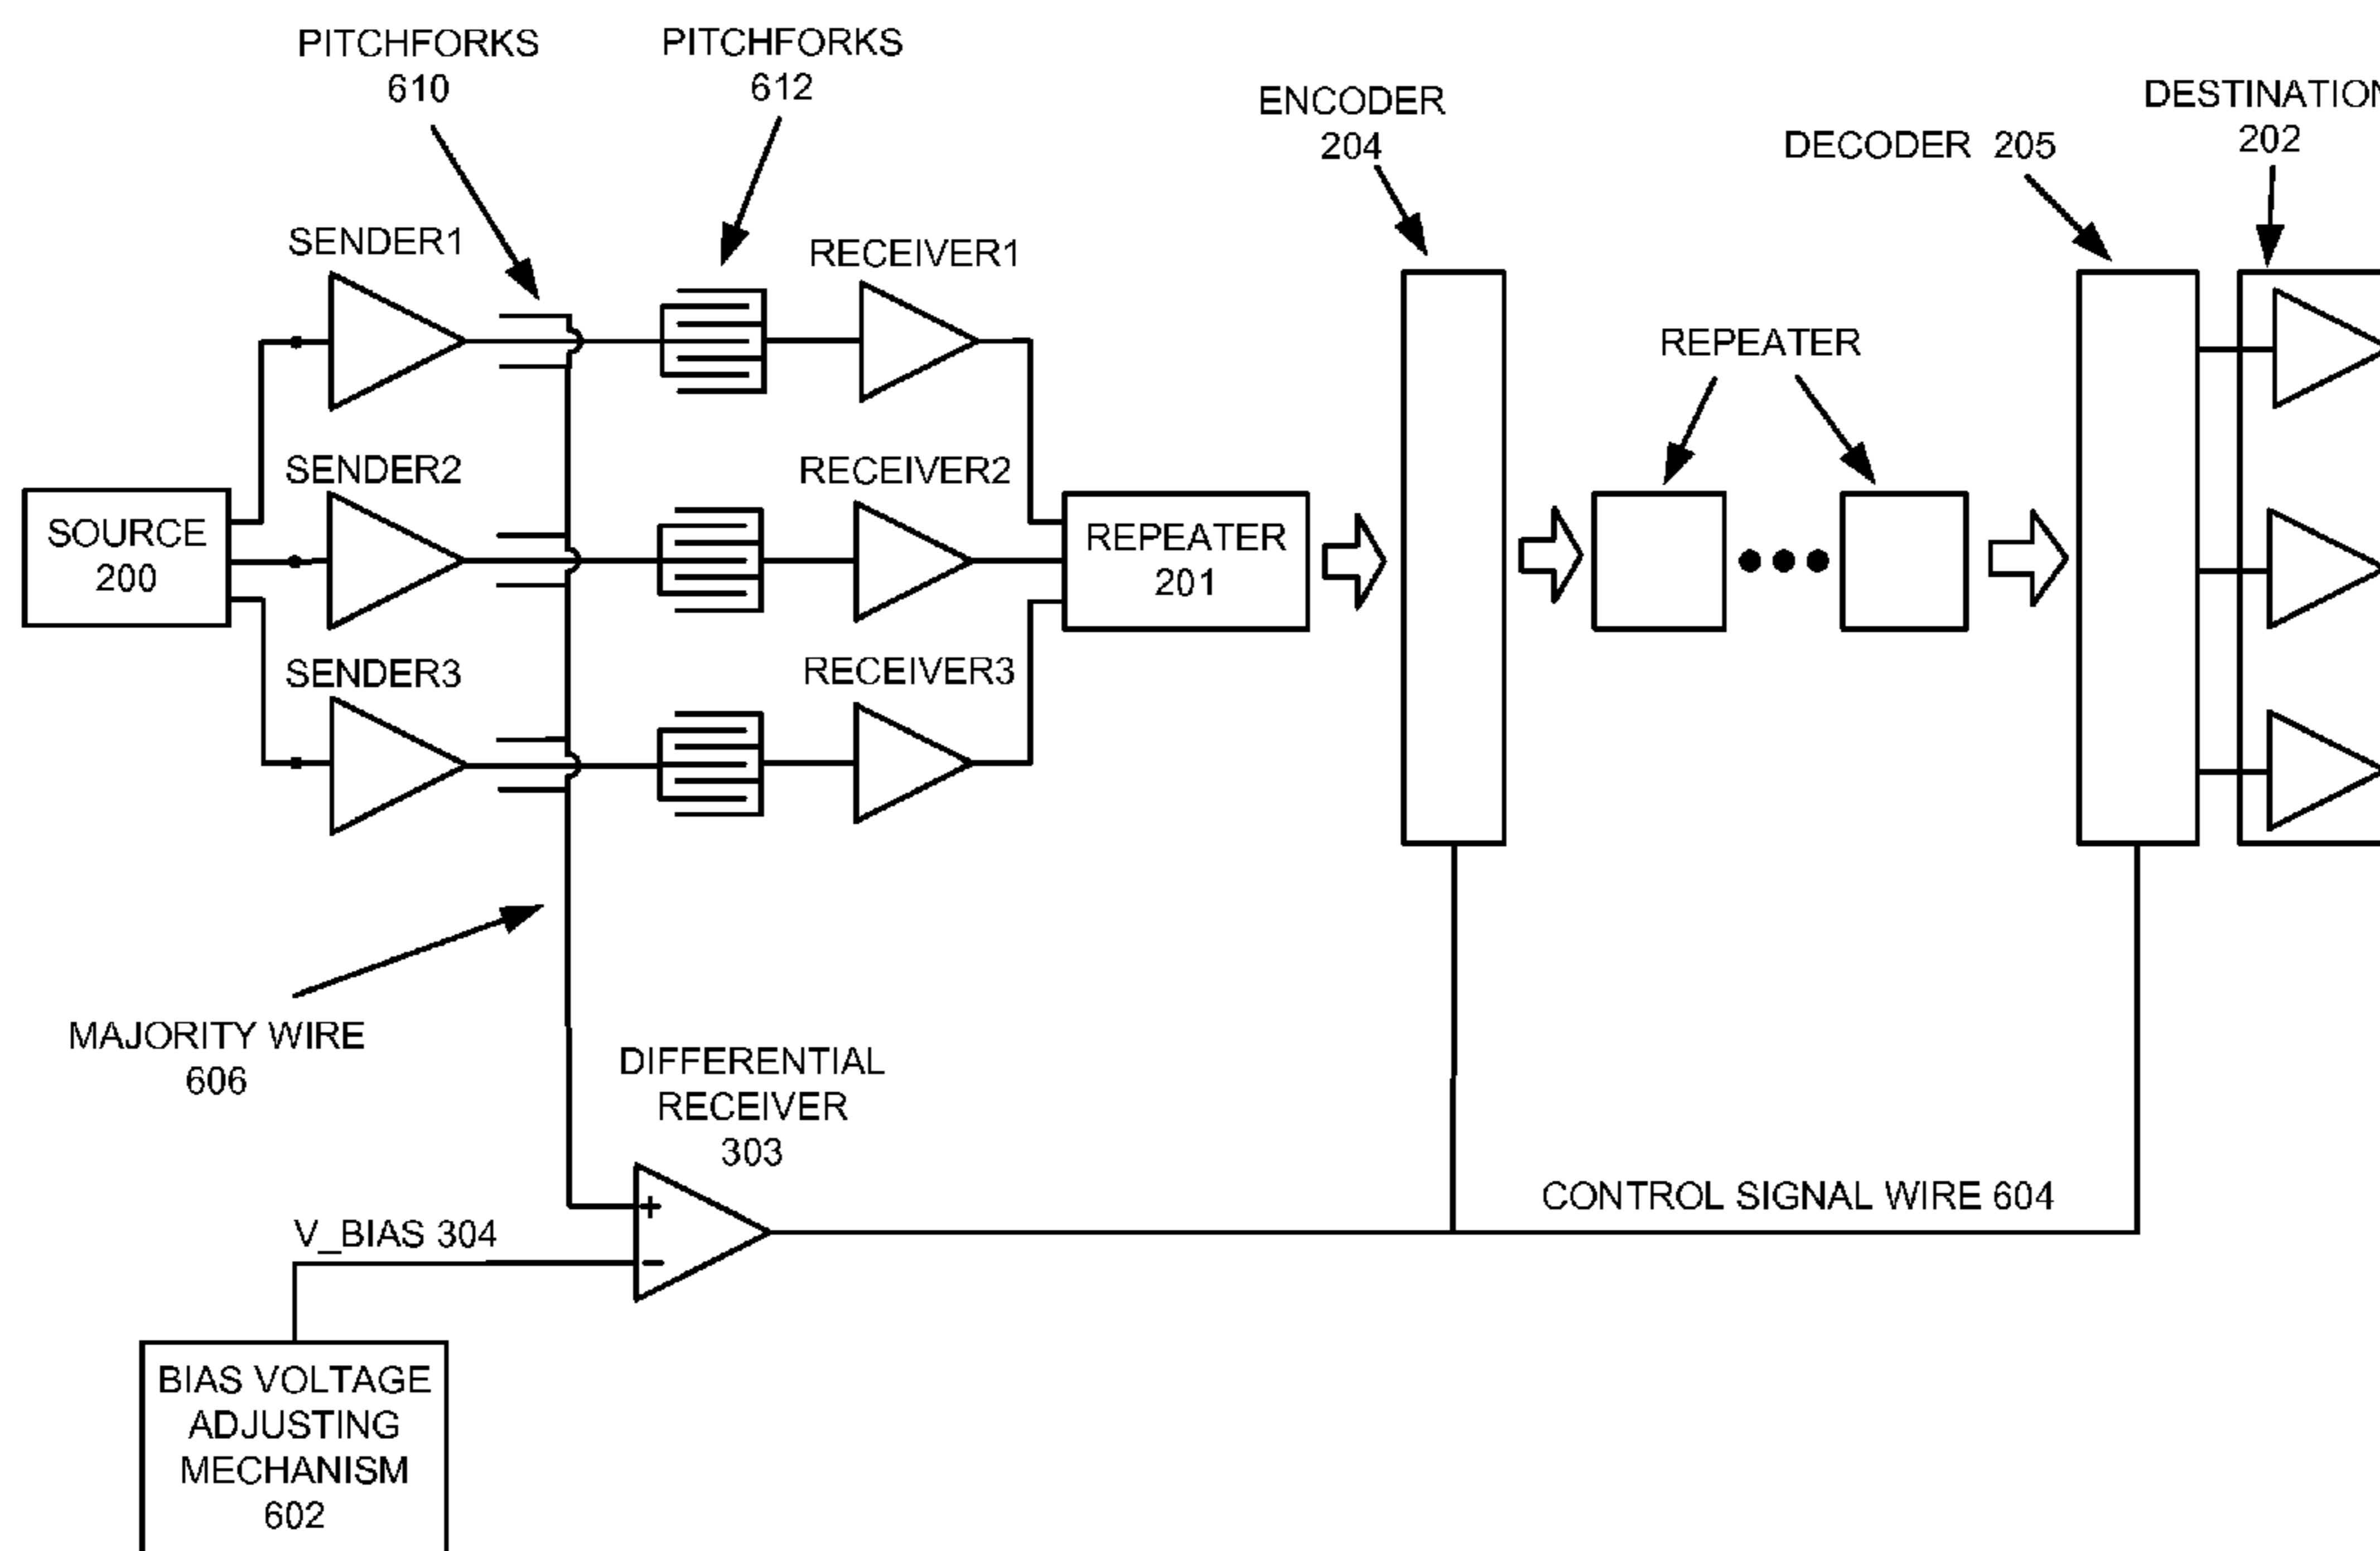 PITCHFORKS
610
PITCHFORKS
612
ENCODER
204
DECODER 205
DESTINATION
202
SENDER1
RECEIVER1
REPEATER
SENDER2
RECEIVER2
SOURCE
200
REPEATER
201
SENDER3
RECEIVER3
MAJORITY WIRE
606
DIFFERENTIAL
RECEIVER
303
+
−
V_BIAS 304
CONTROL SIGNAL WIRE 604
BIAS VOLTAGE
ADJUSTING
MECHANISM
602